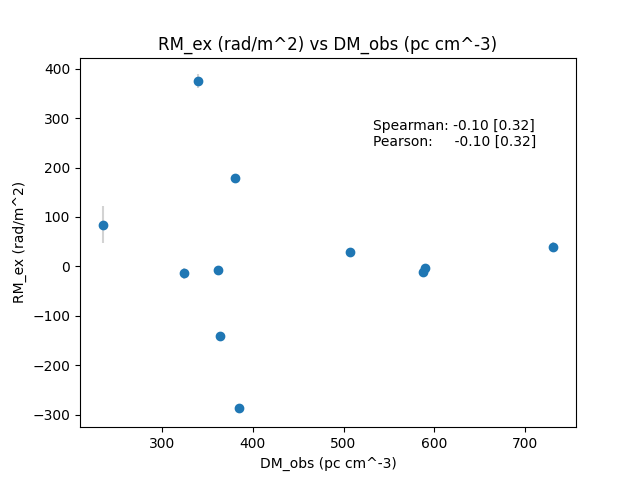 RM_ex (rad/m^2) vs DM_obs (pc cm^-3)
400
300
200
100
0
−100
−200
−300
RM_ex (rad/m^2)
Spearman: -0.10 [0.32]
Pearson: -0.10 [0.32]
300 400 500 600 700
DM_obs (pc cm^-3)